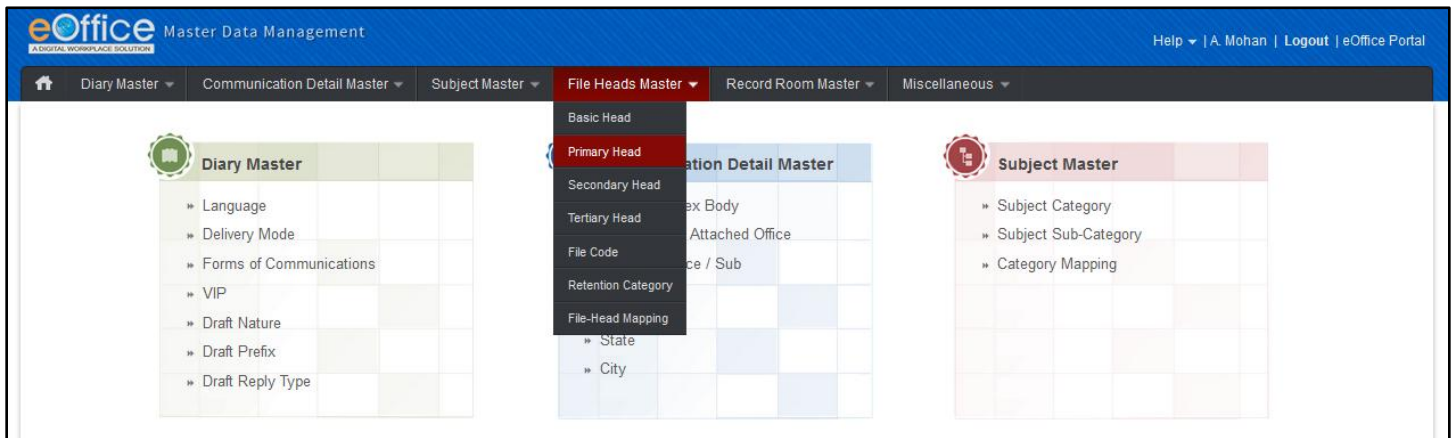 eOffice
A DIGITAL WORKPLACE SOLUTION
Master Data Management
Help | A. Mohan | Logout | eOffice Portal
Diary Master Communication Detail Master Subject Master File Heads Master Record Room Master Miscellaneous
Basic Head
Primary Head
Secondary Head
Tertiary Head
File Code
Retention Category
File-Head Mapping
Diary Master
» Language
» Delivery Mode
» Forms of Communications
» VIP
» Draft Nature
» Draft Prefix
» Draft Reply Type
Detail Master
Body
Attached Office
/ Sub
» State
» City
Subject Master
» Subject Category
» Subject Sub-Category
» Category Mapping